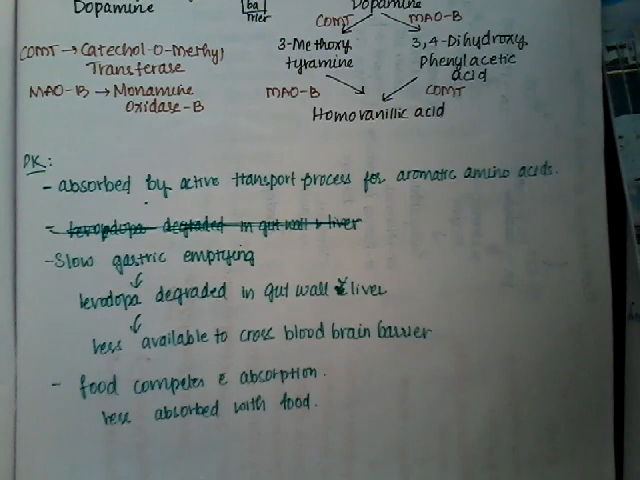 Dopamine
ba
rrier
Dopamine
COMT
MAO-B
COMT → Catechol-O-Methyl
Transferase
MAO-B → Monamine
Oxidase-B
3-Methoxy
tyramine
3,4-Dihydroxy
Phenylacetic
acid
MAO-B
COMT
Homovanillic acid
PK:
- absorbed by active transport process for aromatic amino acids.
- levodopa degraded in gut wall & liver
- Slow gastric emptying
↓
levodopa degraded in gut wall & liver
↓
less available to cross blood brain barrier
- food competes c̄ absorption.
less absorbed with food.